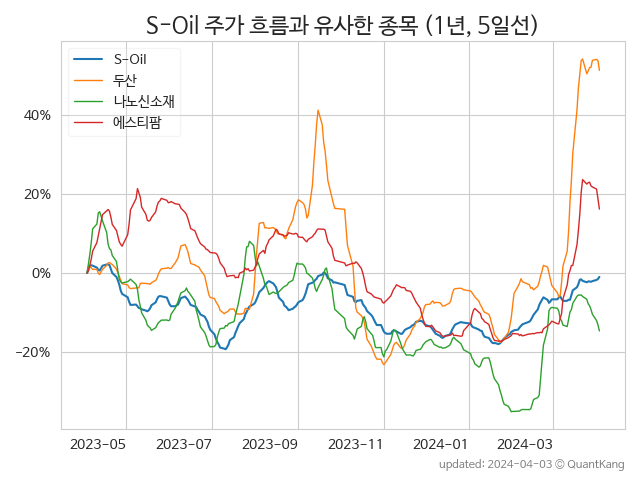 S-Oil 주가 흐름과 유사한 종목 (1년, 5일선)
S-Oil
두산
나노신소재
에스티팜
40%
20%
0%
−20%
2023-05 2023-07 2023-09 2023-11 2024-01 2024-03
updated: 2024-04-03 © QuantKang